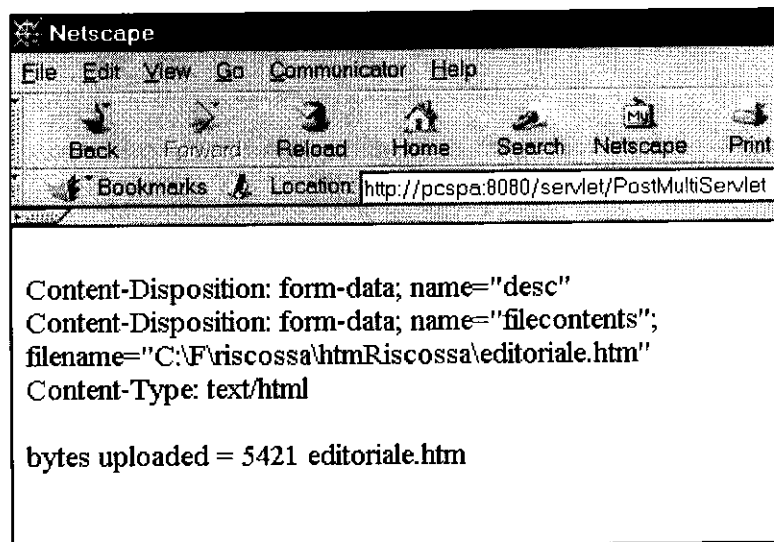 Netscape
File Edit View Go Communicator Help
My
Back Forward Reload Home Search Netscape Print
Bookmarks Location: http://pcspa:8080/servlet/PostMultiServlet
Content-Disposition: form-data; name="desc"
Content-Disposition: form-data; name="filecontents";
filename="C:\F\riscossa\htmRiscossa\editoriale.htm"
Content-Type: text/html
bytes uploaded = 5421 editoriale.htm